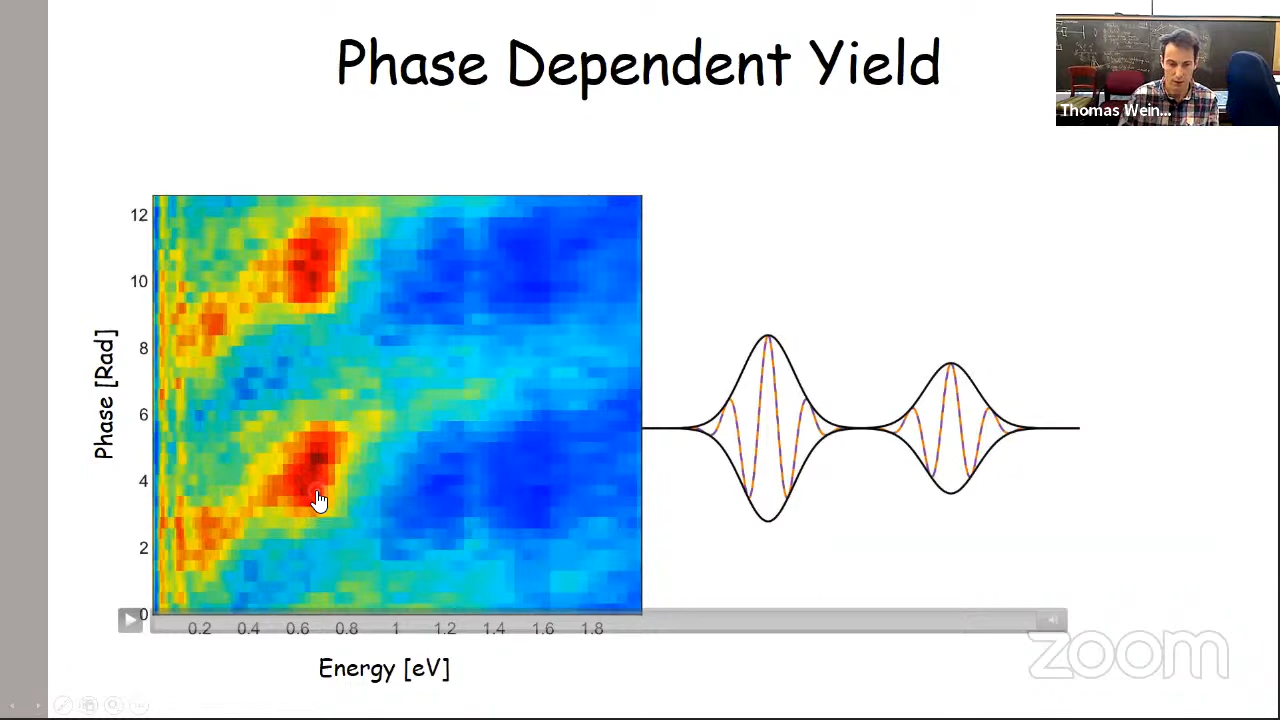 Phase Dependent Yield
Thomas Wein...
12
10
8
6
4
2
0
Phase [Rad]
0.2 0.4 0.6 0.8 1 1.2 1.4 1.6 1.8
Energy [eV]
zoom